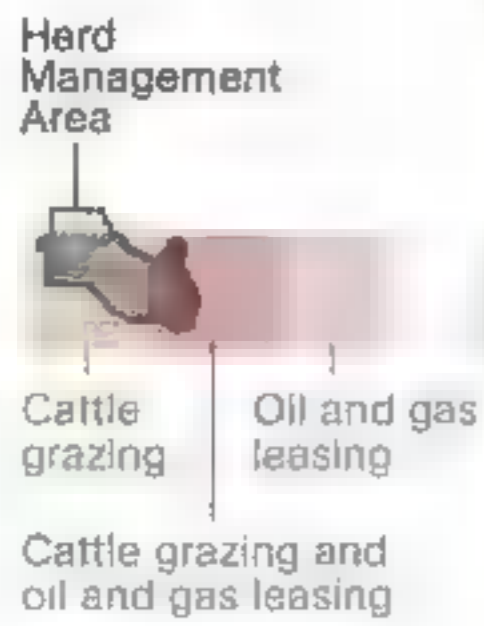 Herd
Management
Area
Cattle
grazing
Oil and gas
leasing
Cattle grazing and
oil and gas leasing